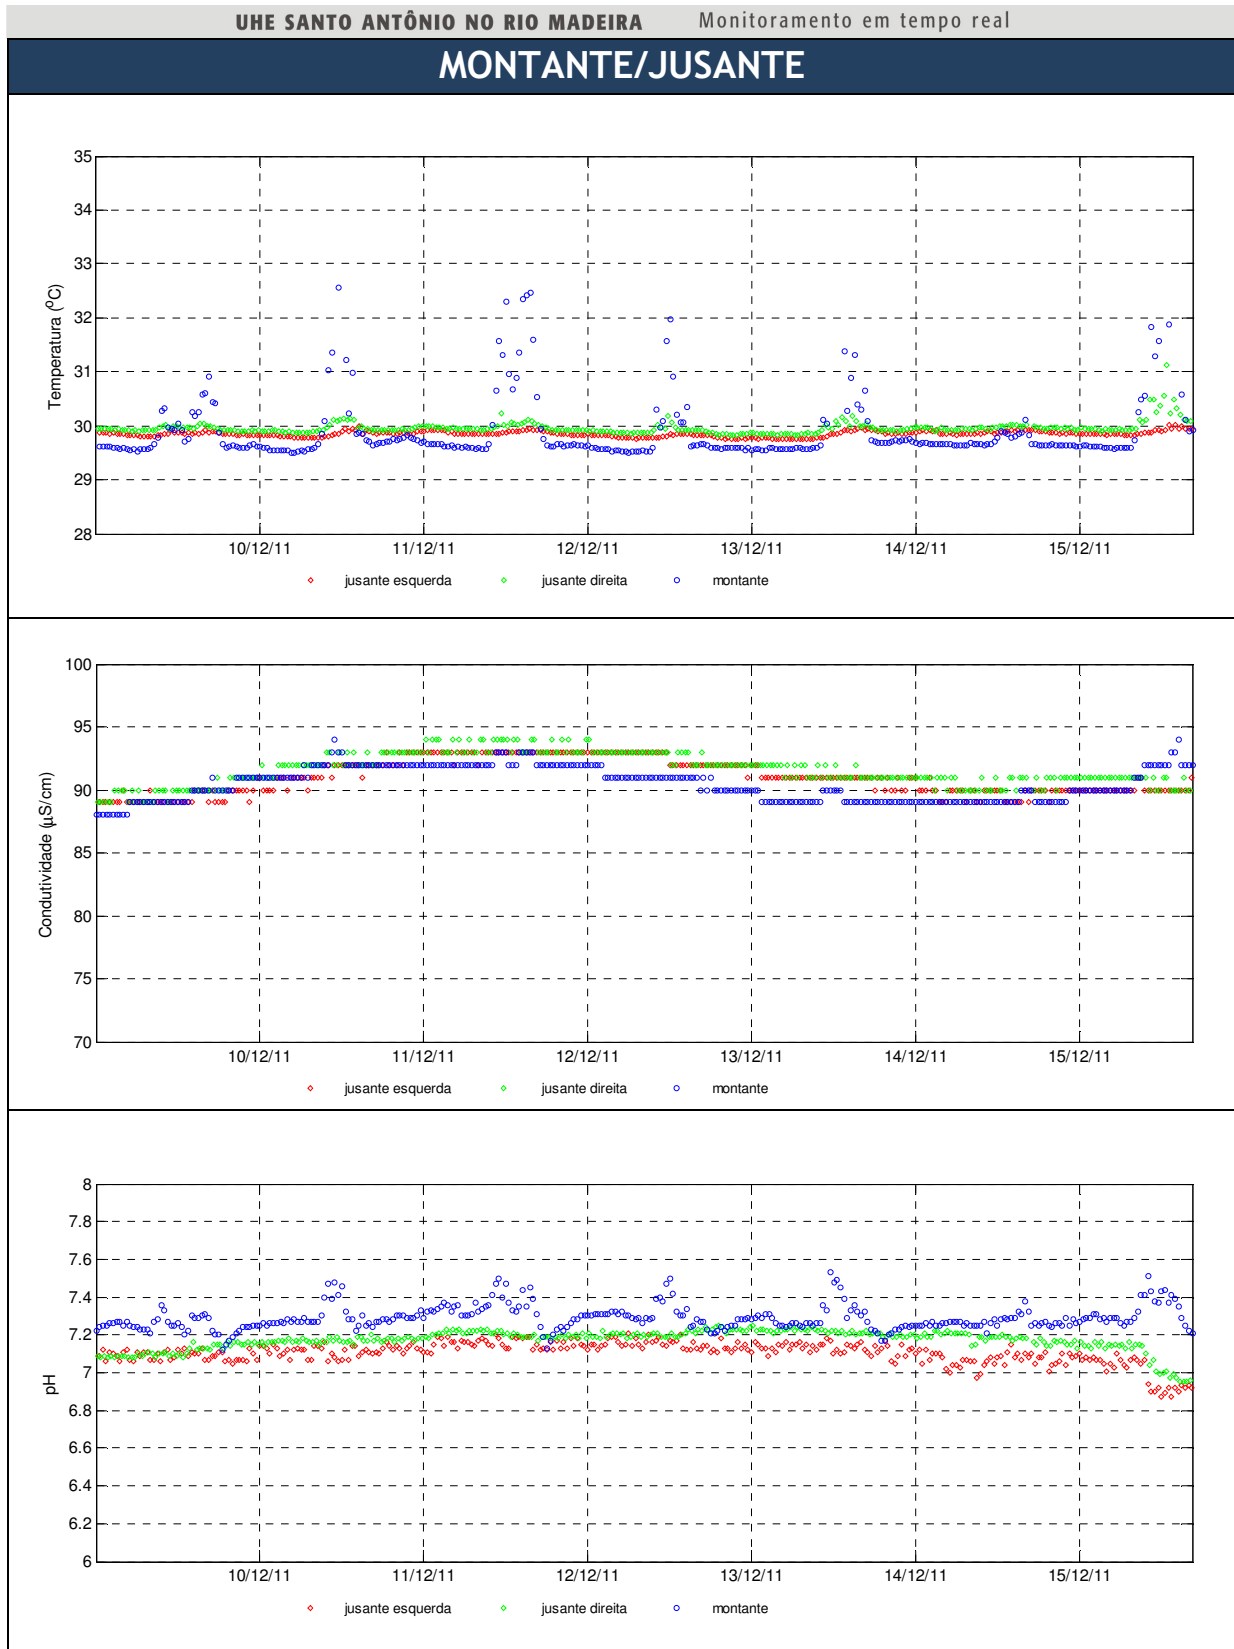 UHE SANTO ANTÔNIO NO RIO MADEIRA Monitoramento em tempo real
MONTANTE/JUSANTE
35
34
33
32
31
30
29
28
Temperatura (ºC)
10/12/11 11/12/11 12/12/11 13/12/11 14/12/11 15/12/11
jusante esquerda jusante direita montante
100
95
90
85
80
75
70
Condutividade (µS/cm)
10/12/11 11/12/11 12/12/11 13/12/11 14/12/11 15/12/11
jusante esquerda jusante direita montante
8
7.8
7.6
7.4
7.2
7
6.8
6.6
6.4
6.2
6
pH
10/12/11 11/12/11 12/12/11 13/12/11 14/12/11 15/12/11
jusante esquerda jusante direita montante